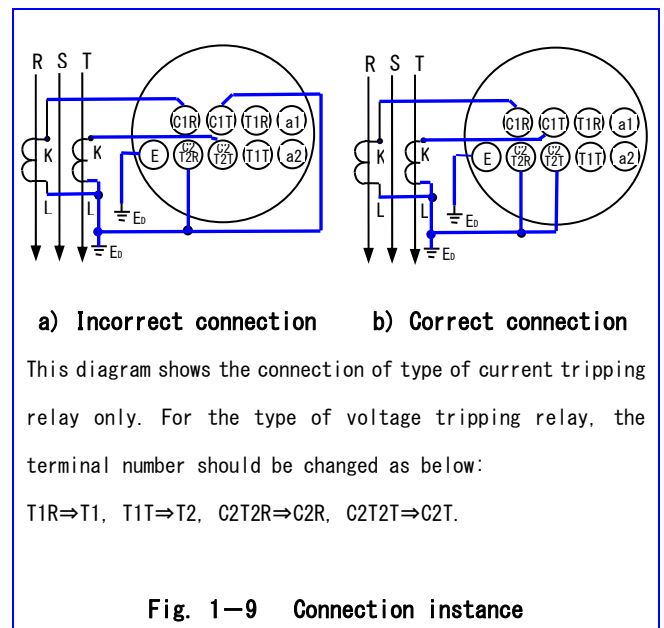 R S T
R S T
C1R C1T T1R a1
C1R C1T T1R a1
K K E C2 T2R C2 T2T T1T a2
K K E C2 T2R C2 T2T T1T a2
L L ED
L L ED
ED
ED
a) Incorrect connection b) Correct connection
This diagram shows the connection of type of current tripping
relay only. For the type of voltage tripping relay, the
terminal number should be changed as below:
T1R⇒T1, T1T⇒T2, C2T2R⇒C2R, C2T2T⇒C2T.
Fig. 1－9 Connection instance